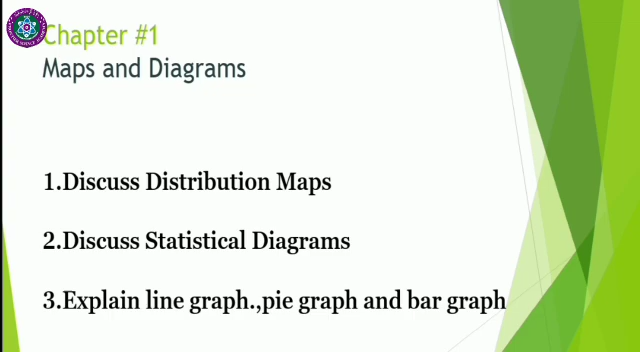 Chapter #1
Maps and Diagrams
1.Discuss Distribution Maps
2.Discuss Statistical Diagrams
3.Explain line graph.,pie graph and bar graph